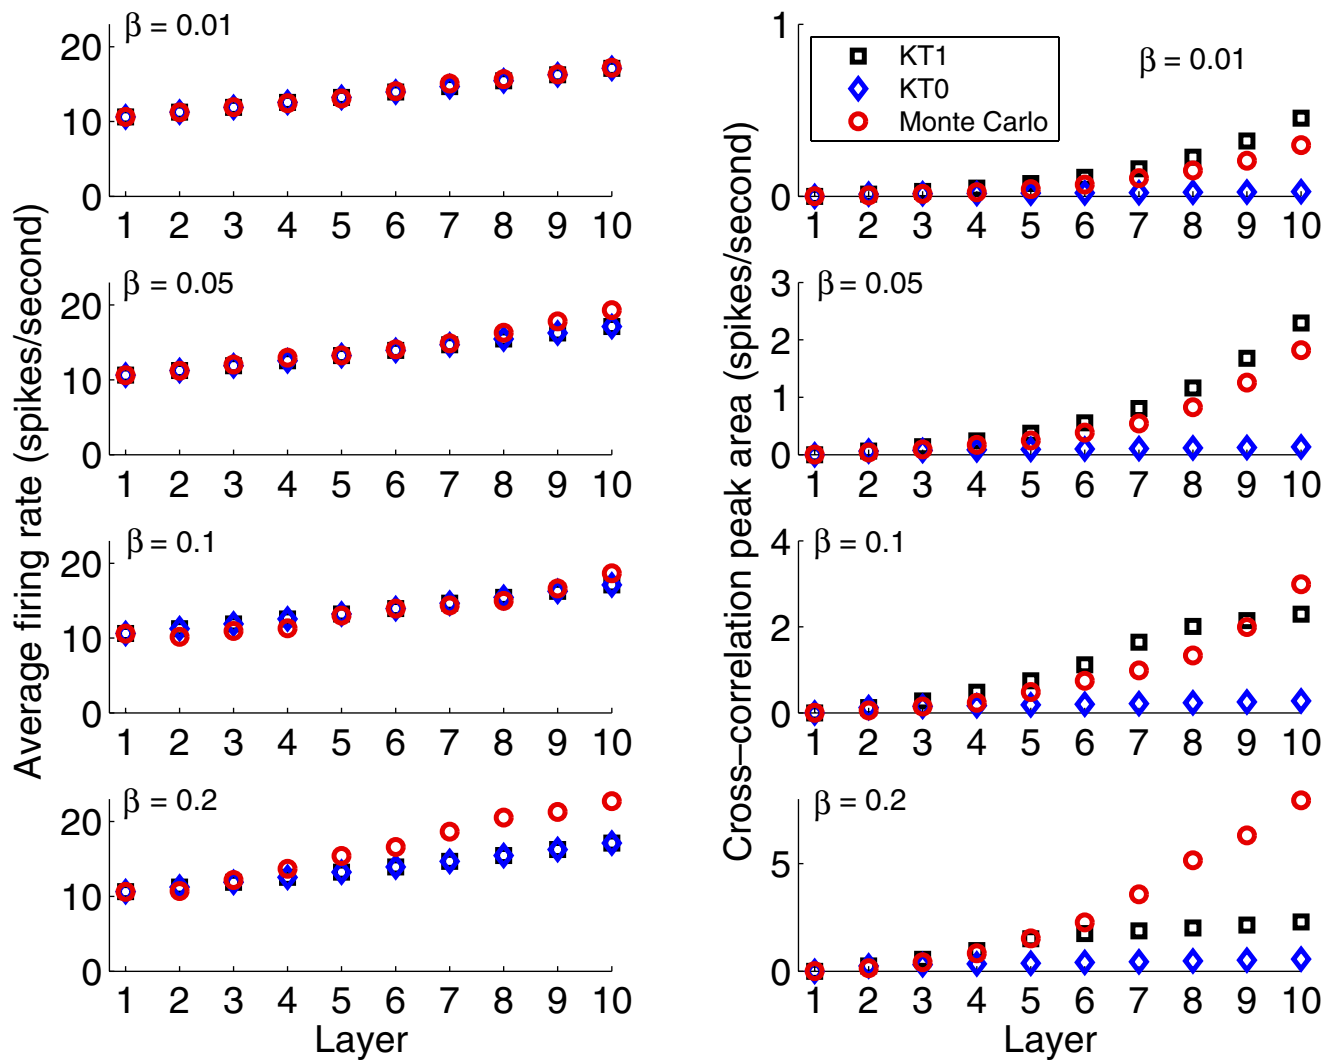 Average firing rate (spikes/second)
β = 0.01
20
10
0
1 2 3 4 5 6 7 8 9 10
β = 0.05
20
10
0
1 2 3 4 5 6 7 8 9 10
β = 0.1
20
10
0
1 2 3 4 5 6 7 8 9 10
β = 0.2
20
10
0
1 2 3 4 5 6 7 8 9 10
Layer
Cross–correlation peak area (spikes/second)
1
0
KT1
KT0
Monte Carlo
β = 0.01
1 2 3 4 5 6 7 8 9 10
β = 0.05
3
2
1
0
1 2 3 4 5 6 7 8 9 10
β = 0.1
4
2
0
1 2 3 4 5 6 7 8 9 10
β = 0.2
5
0
1 2 3 4 5 6 7 8 9 10
Layer